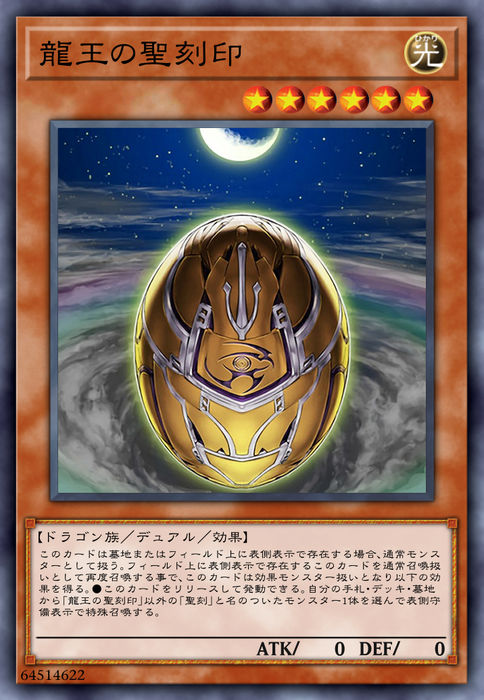 龍王の聖刻印
ひかり
光
【ドラゴン族／デュアル／効果】
このカードは墓地またはフィールド上に表側表示で存在する場合、通常モンス
ターとして扱う。フィールド上に表側表示で存在するこのカードを通常召喚扱
いとして再度召喚する事で、このカードは効果モンスター扱いとなり以下の効果
を得る。●このカードをリリースして発動できる。自分の手札・デッキ・墓地
から「龍王の聖刻印」以外の「聖刻」と名のついたモンスター1体を選んで表側守
備表示で特殊召喚する。
ATK/ 0 DEF/ 0
64514622